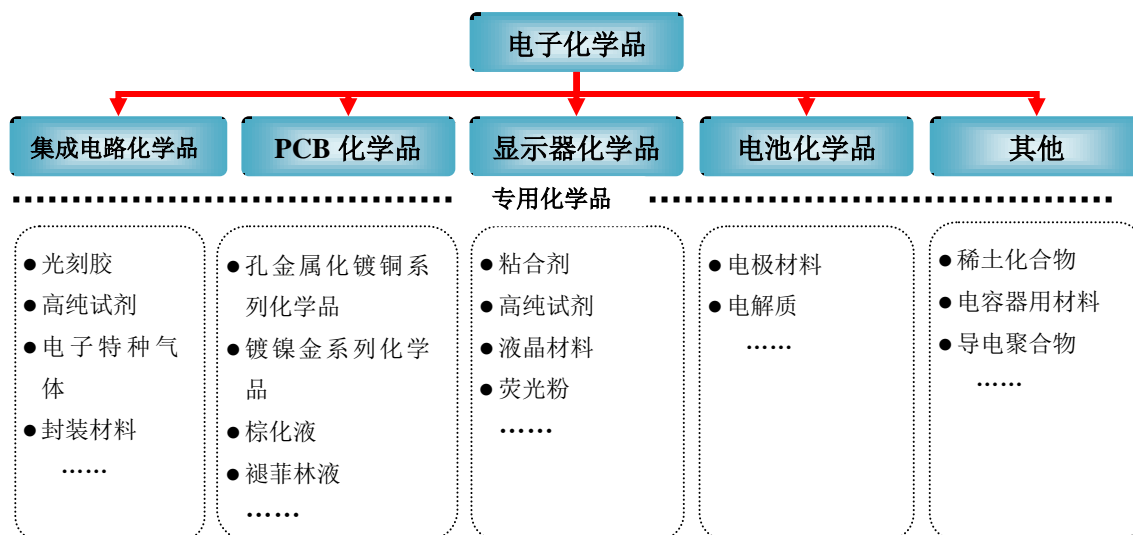 电子化学品
集成电路化学品
PCB 化学品
显示器化学品
电池化学品
其他
专用化学品
●光刻胶
●高纯试剂
●电子特种气
体
●封装材料
……
●孔金属化镀铜系
列化学品
●镀镍金系列化学
品
●棕化液
●褪菲林液
……
●粘合剂
●高纯试剂
●液晶材料
●荧光粉
……
●电极材料
●电解质
……
●稀土化合物
●电容器用材料
●导电聚合物
……